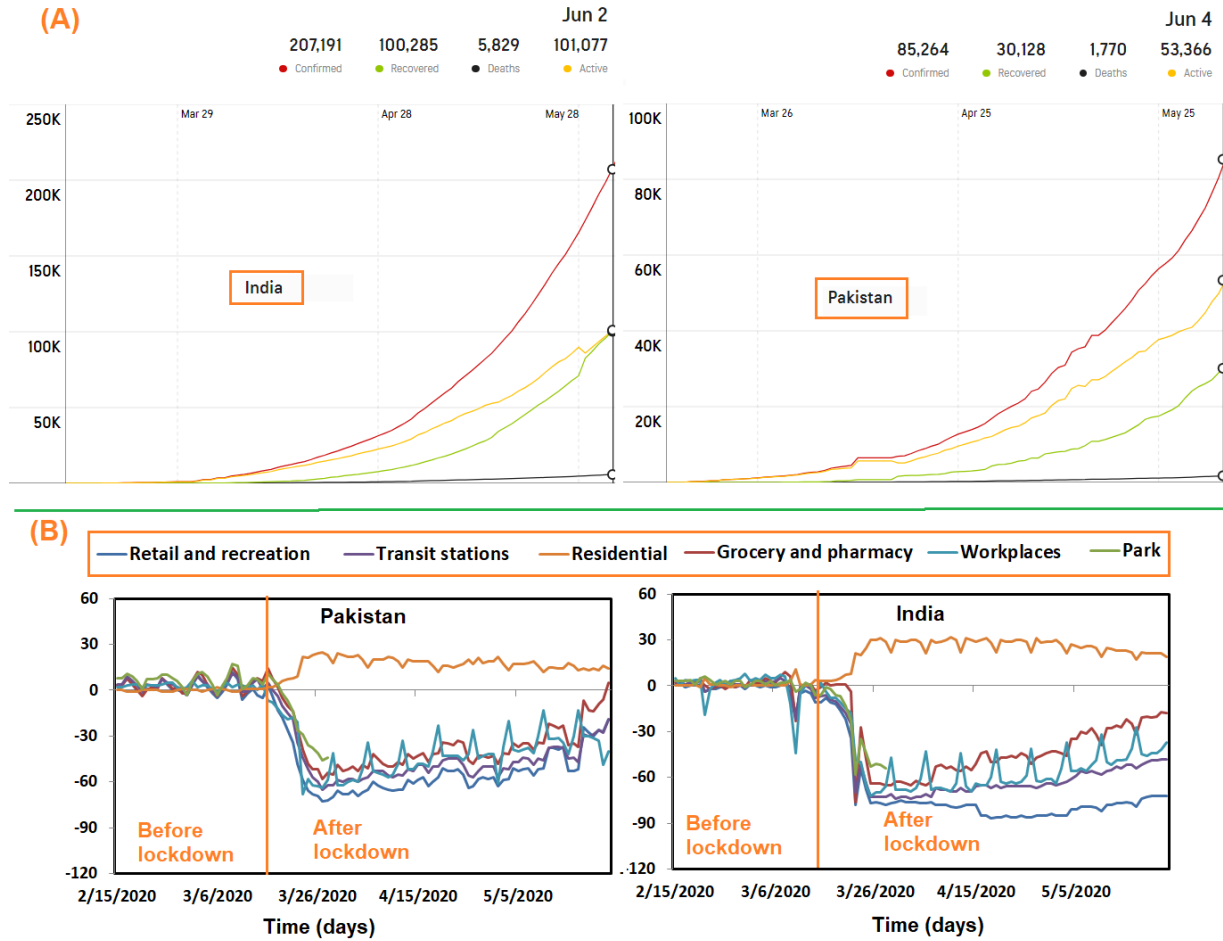 (A)
Jun 2
207,191 100,285 5,829 101,077
Confirmed Recovered Deaths Active
Jun 4
85,264 30,128 1,770 53,366
Confirmed Recovered Deaths Active
250K
200K
150K
100K
50K
Mar 29 Apr 28 May 28
India
100K
80K
60K
40K
20K
Mar 26 Apr 25 May 25
Pakistan
(B)
Retail and recreation Transit stations Residential Grocery and pharmacy Workplaces Park
60
30
0
-30
-60
-90
-120
Pakistan
Before
lockdown
After
lockdown
2/15/2020 3/6/2020 3/26/2020 4/15/2020 5/5/2020
Time (days)
60
30
0
-30
-60
-90
-120
India
Before
lockdown
After
lockdown
2/15/2020 3/6/2020 3/26/2020 4/15/2020 5/5/2020
Time (days)